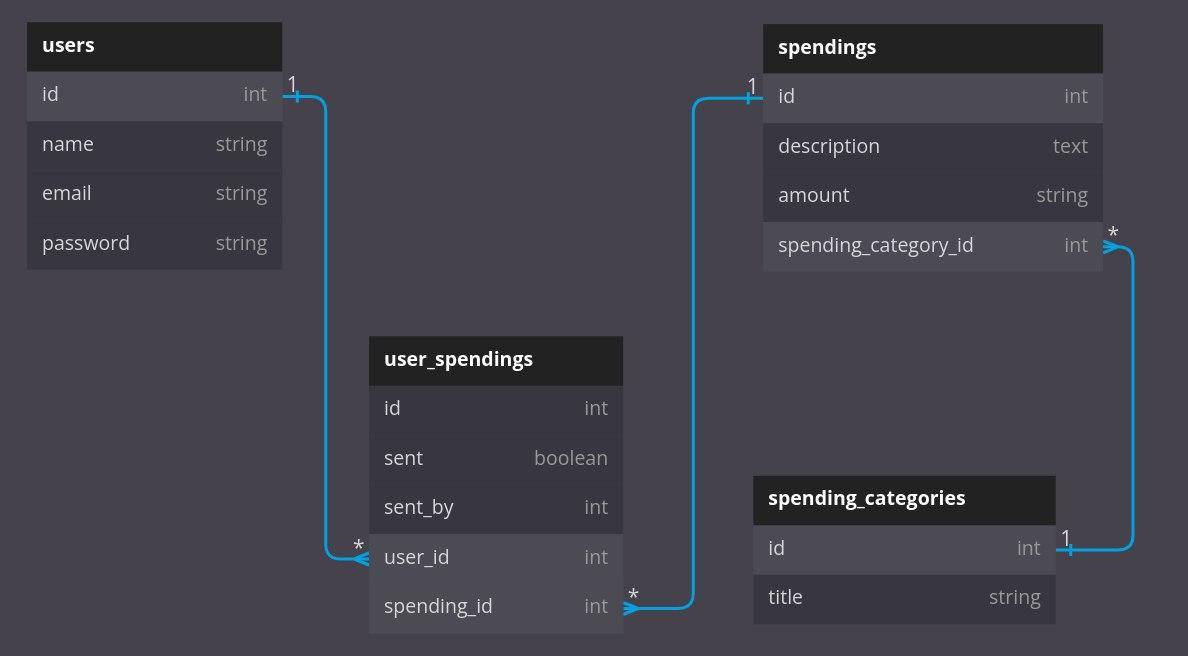 users
id int
name string
email string
password string
1
spendings
id int
description text
amount string
spending_category_id int
1
*
user_spendings
id int
sent boolean
sent_by int
user_id int
spending_id int
*
*
spending_categories
id int
title string
1